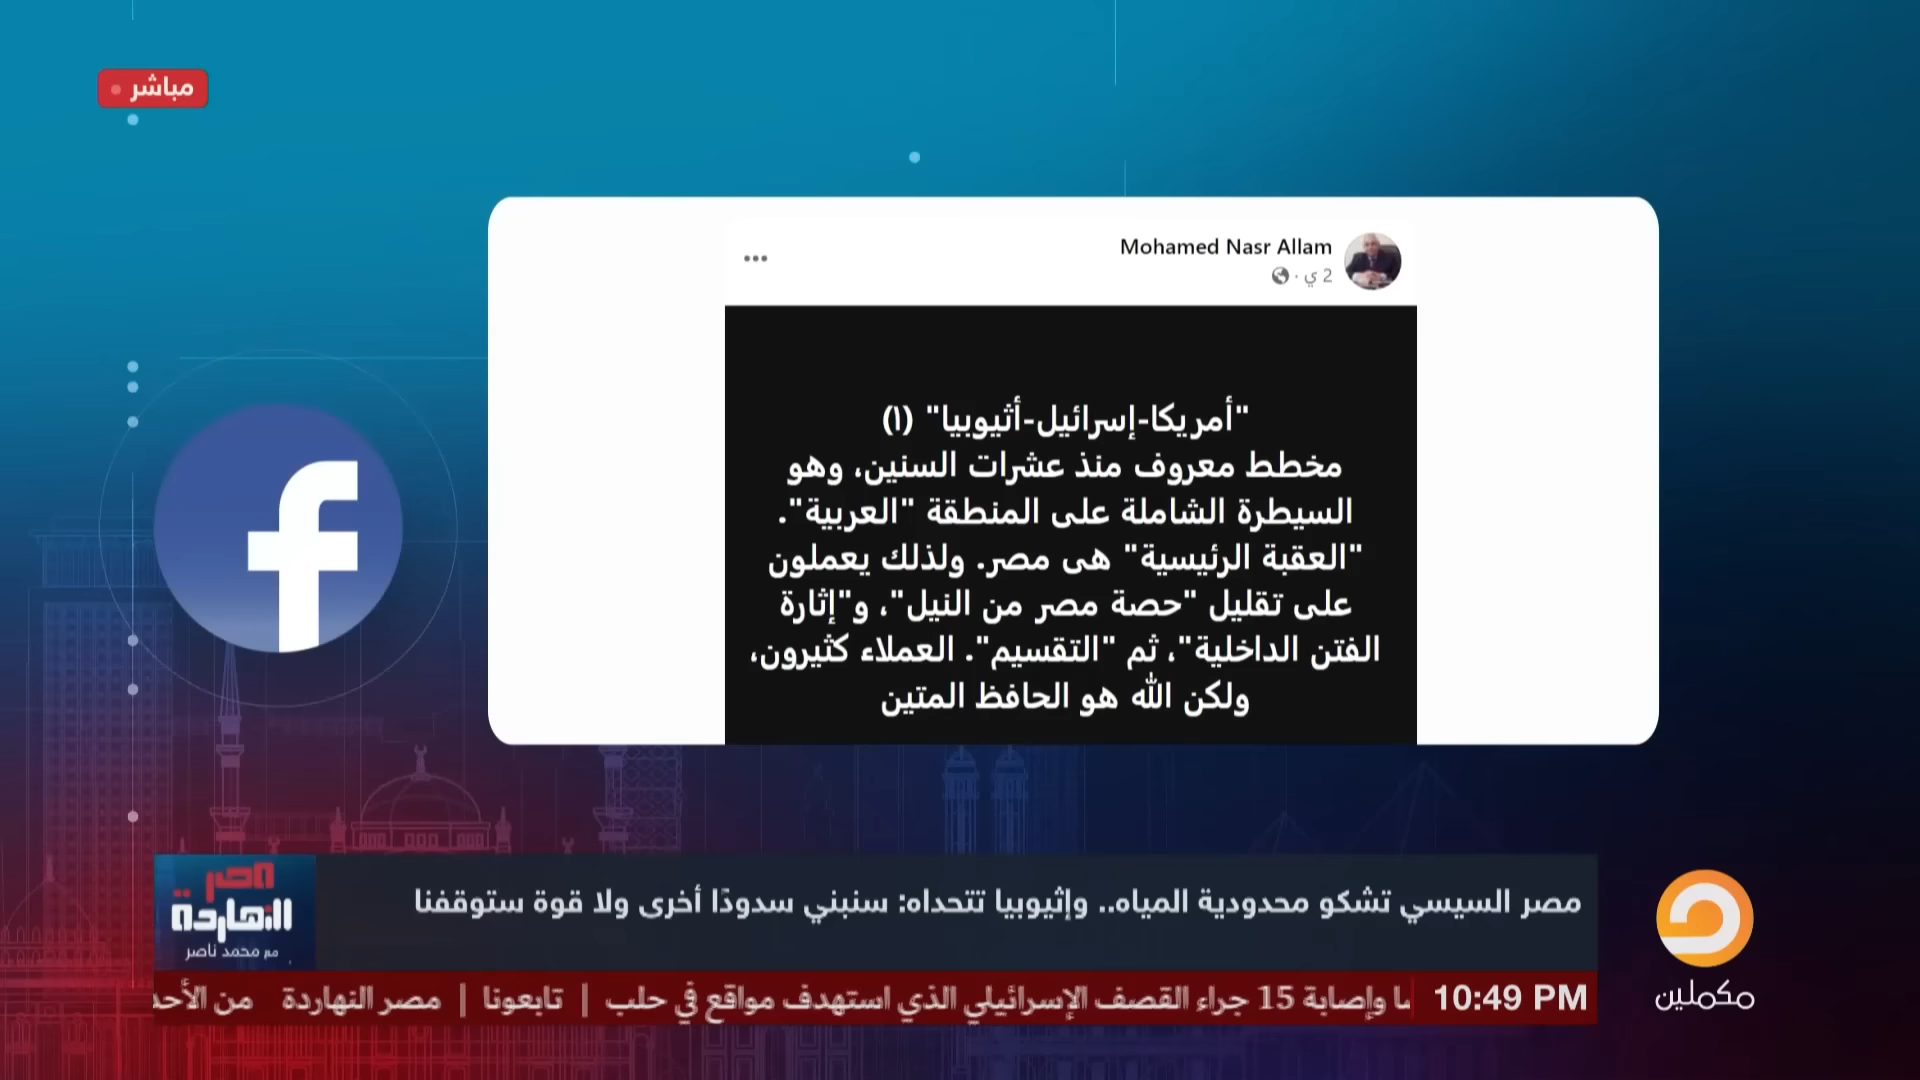 مباشر
Mohamed Nasr Allam
2 ي ·
"أمريكا-إسرائيل-أثيوبيا" (١)
مخطط معروف منذ عشرات السنين، وهو
السيطرة الشاملة على المنطقة "العربية".
"العقبة الرئيسية" هى مصر. ولذلك يعملون
على تقليل "حصة مصر من النيل"، و"إثارة
الفتن الداخلية"، ثم "التقسيم". العملاء كثيرون،
ولكن الله هو الحافظ المتين
مصر السيسي تشكو محدودية المياه.. وإثيوبيا تتحداه: سنبني سدودًا أخرى ولا قوة ستوقفنا
مصر
النهاردة
مع محمد ناصر
10:49 PM
وإصابة 15 جراء القصف الإسرائيلي الذي استهدف مواقع في حلب | تابعونا | مصر النهاردة من
مكملين